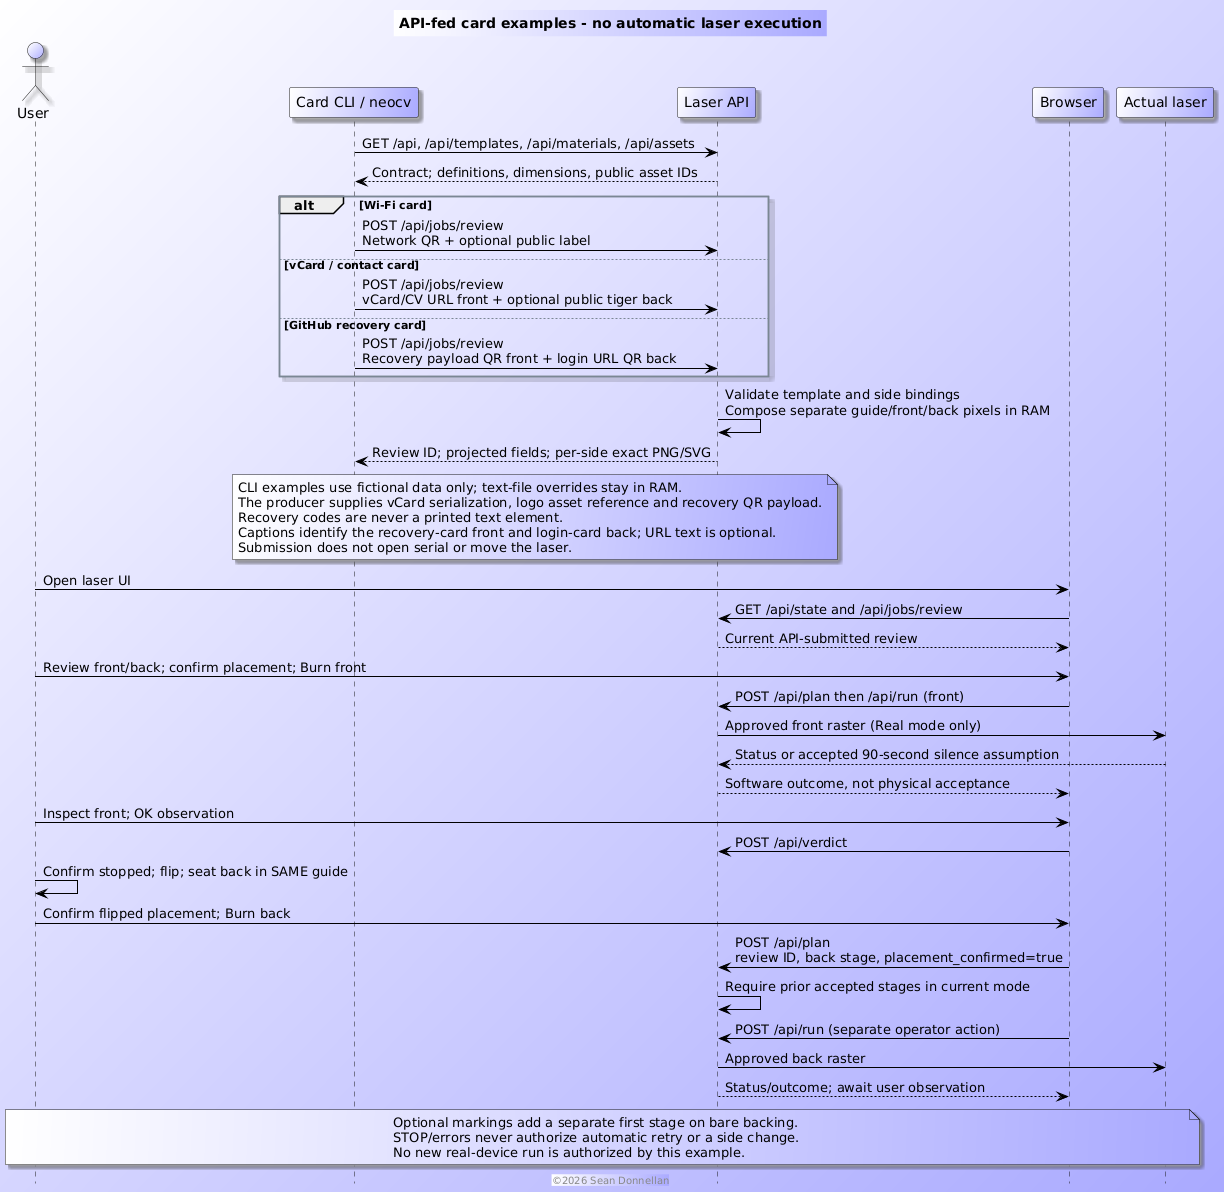 API-fed card examples - no automatic laser execution
User
Card CLI / neocv
Laser API
Browser
Actual laser
GET /api, /api/templates, /api/materials, /api/assets
Contract; definitions, dimensions, public asset IDs
alt
[Wi-Fi card]
POST /api/jobs/review
Network QR + optional public label
[vCard / contact card]
POST /api/jobs/review
vCard/CV URL front + optional public tiger back
[GitHub recovery card]
POST /api/jobs/review
Recovery payload QR front + login URL QR back
Validate template and side bindings
Compose separate guide/front/back pixels in RAM
Review ID; projected fields; per-side exact PNG/SVG
CLI examples use fictional data only; text-file overrides stay in RAM.
The producer supplies vCard serialization, logo asset reference and recovery QR payload.
Recovery codes are never a printed text element.
Captions identify the recovery-card front and login-card back; URL text is optional.
Submission does not open serial or move the laser.
Open laser UI
GET /api/state and /api/jobs/review
Current API-submitted review
Review front/back; confirm placement; Burn front
POST /api/plan then /api/run (front)
Approved front raster (Real mode only)
Status or accepted 90-second silence assumption
Software outcome, not physical acceptance
Inspect front; OK observation
POST /api/verdict
Confirm stopped; flip; seat back in SAME guide
Confirm flipped placement; Burn back
POST /api/plan
review ID, back stage, placement_confirmed=true
Require prior accepted stages in current mode
POST /api/run (separate operator action)
Approved back raster
Status/outcome; await user observation
Optional markings add a separate first stage on bare backing.
STOP/errors never authorize automatic retry or a side change.
No new real-device run is authorized by this example.
©2026 Sean Donnellan